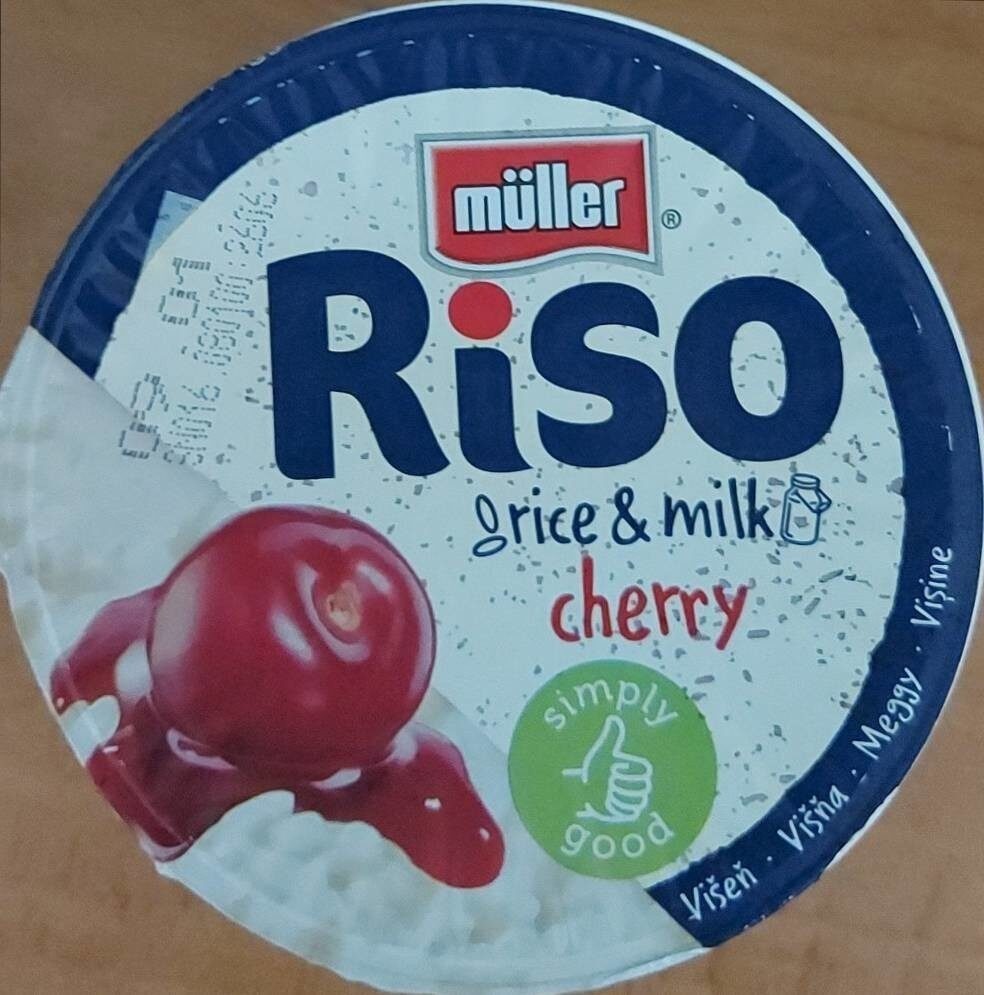 müller®
Riso
rice & milk
cherry
simply
good
Višeň · Višňa · Meggy · Vișine